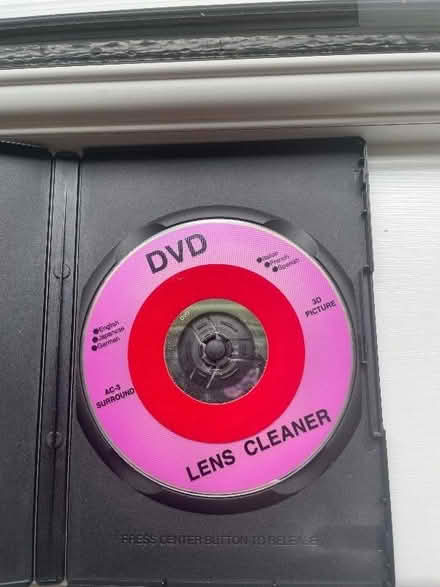 DVD
●Italian
●French
●Spanish
●English
●Japanese
●German
3D
PICTURE
AC-3
SURROUND
LENS CLEANER
PRESS CENTER BUTTON TO RELEASE